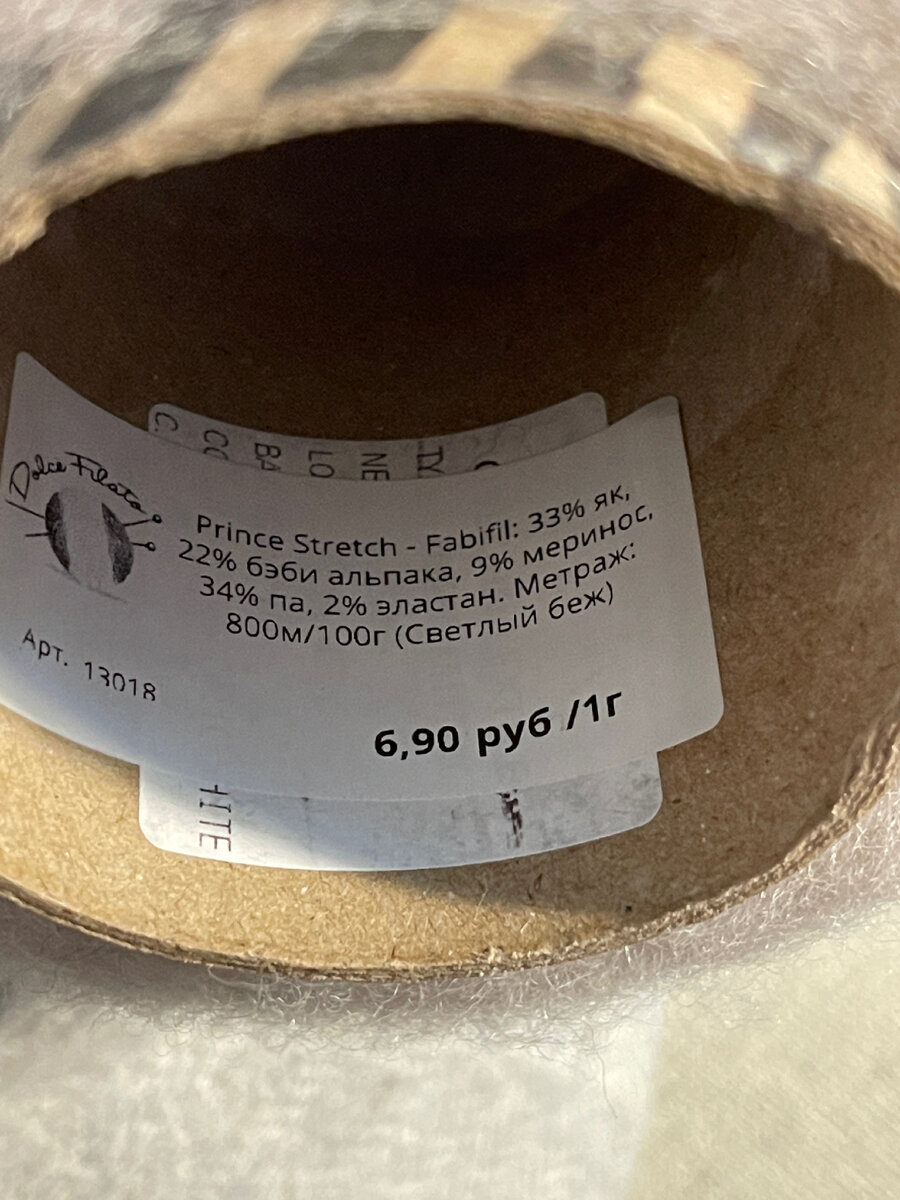 Dolce Filato
Prince Stretch - Fabifil: 33% як,
22% бэби альпака, 9% меринос,
34% па, 2% эластан. Метраж:
800м/100г (Светлый беж)
Арт. 13018
6,90 руб /1г